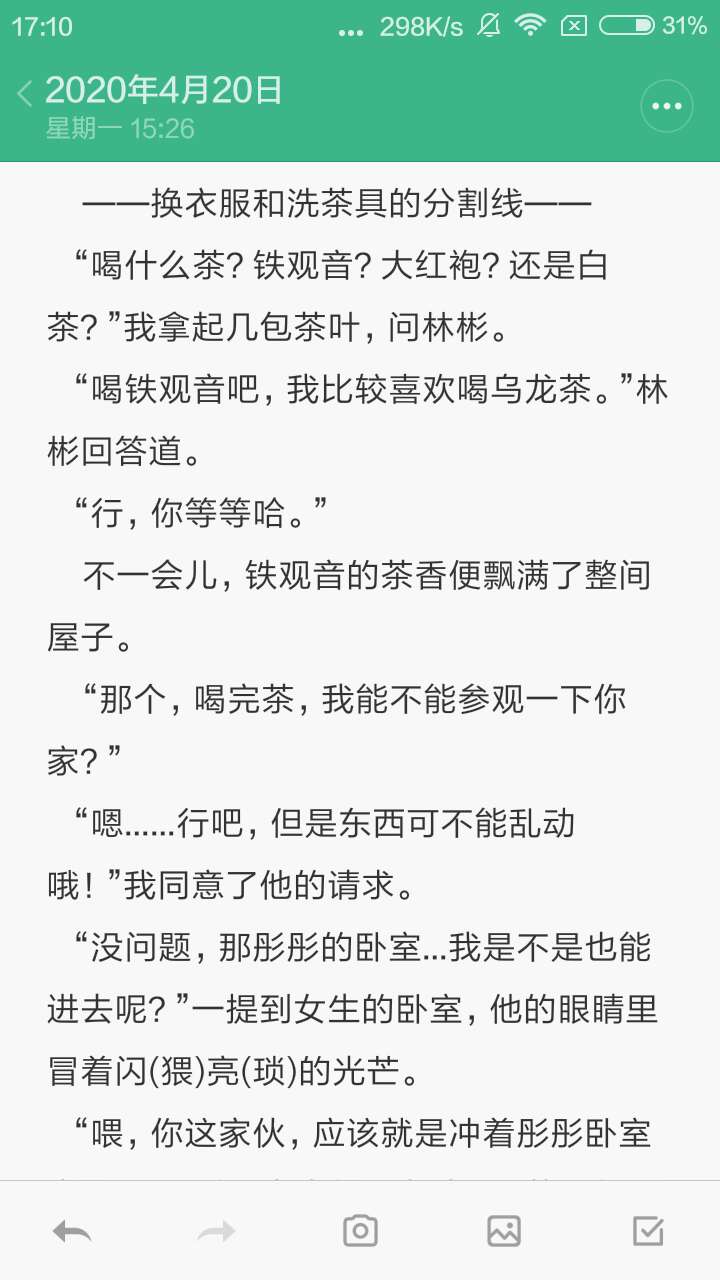 17:10
... 298K/s 31%
2020年4月20日
星期一 15:26
——换衣服和洗茶具的分割线——
“喝什么茗? 铁观音? 大红袍? 还是白
茶? ”我拿起几包茶叶, 问林彬。
“喝铁观音吧, 我比较喜欢喝乌龙茶。”林
彬回答道。
“行, 你等等哈。”
不一会儿, 铁观音的茶香便飘满了整间
屋子。
“那个, 喝完茶, 我能不能参观一下你
家? ”
“嗯......行吧, 但是东西可不能乱动
哦! ”我同意了他的请求。
“没问题, 那彤彤的卧室...我是不是也能
进去呢? ”一提到女生的卧室, 他的眼睛里
冒着闪(猥)亮(琐)的光芒。
“喂, 你这家伙, 应该就是冲着彤彤卧室